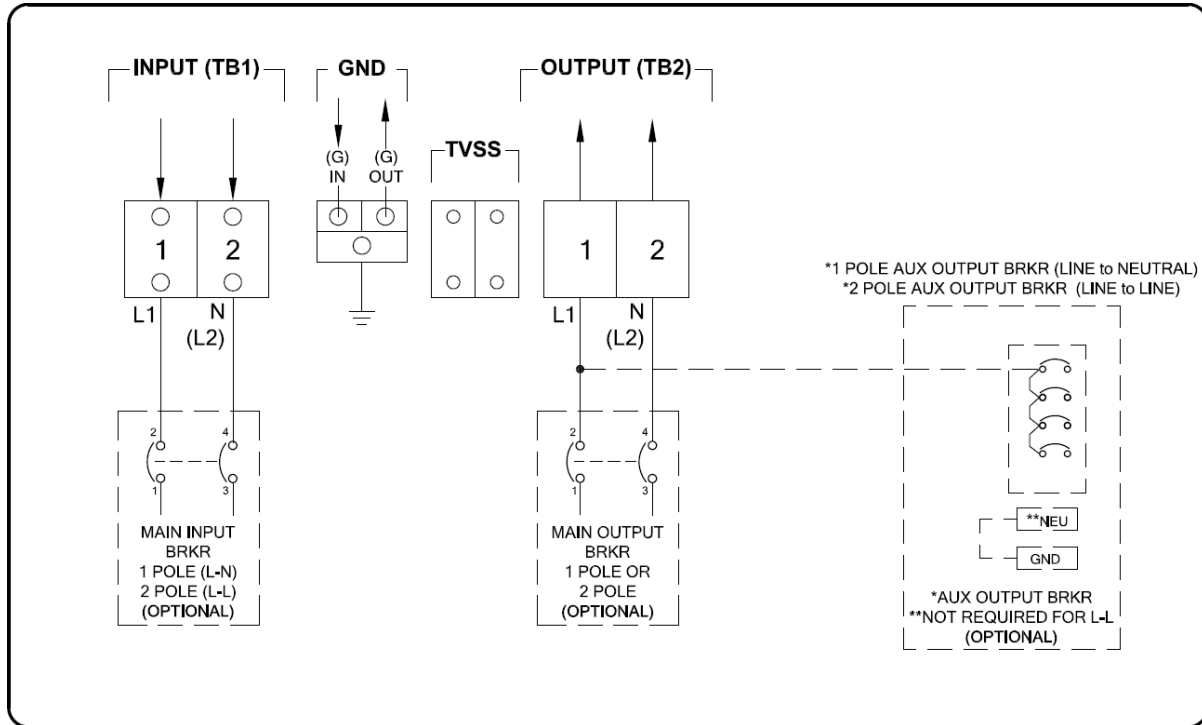 INPUT (TB1)
GND
OUTPUT (TB2)
(G)
IN
(G)
OUT
TVSS
1
2
1
2
L1
N
(L2)
L1
N
(L2)
*1 POLE AUX OUTPUT BRKR (LINE to NEUTRAL)
*2 POLE AUX OUTPUT BRKR (LINE to LINE)
2
4
1
3
MAIN INPUT
BRKR
1 POLE (L-N)
2 POLE (L-L)
(OPTIONAL)
2
4
1
3
MAIN OUTPUT
BRKR
1 POLE OR
2 POLE
(OPTIONAL)
**NEU
GND
*AUX OUTPUT BRKR
**NOT REQUIRED FOR L-L
(OPTIONAL)